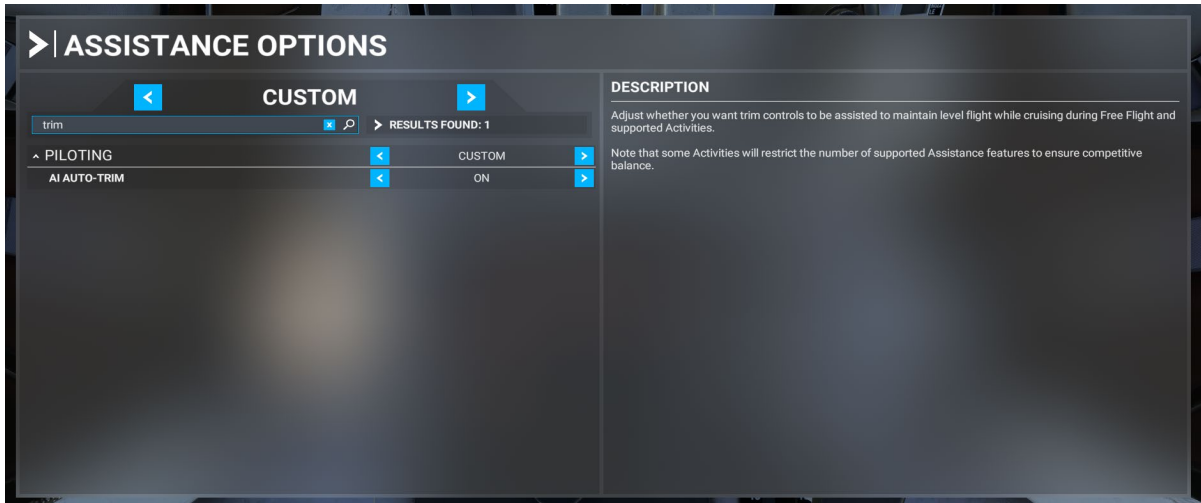 ASSISTANCE OPTIONS
CUSTOM
trim
RESULTS FOUND: 1
PILOTING
CUSTOM
AI AUTO-TRIM
ON
DESCRIPTION
Adjust whether you want trim controls to be assisted to maintain level flight while cruising during Free Flight and
supported Activities.
Note that some Activities will restrict the number of supported Assistance features to ensure competitive
balance.